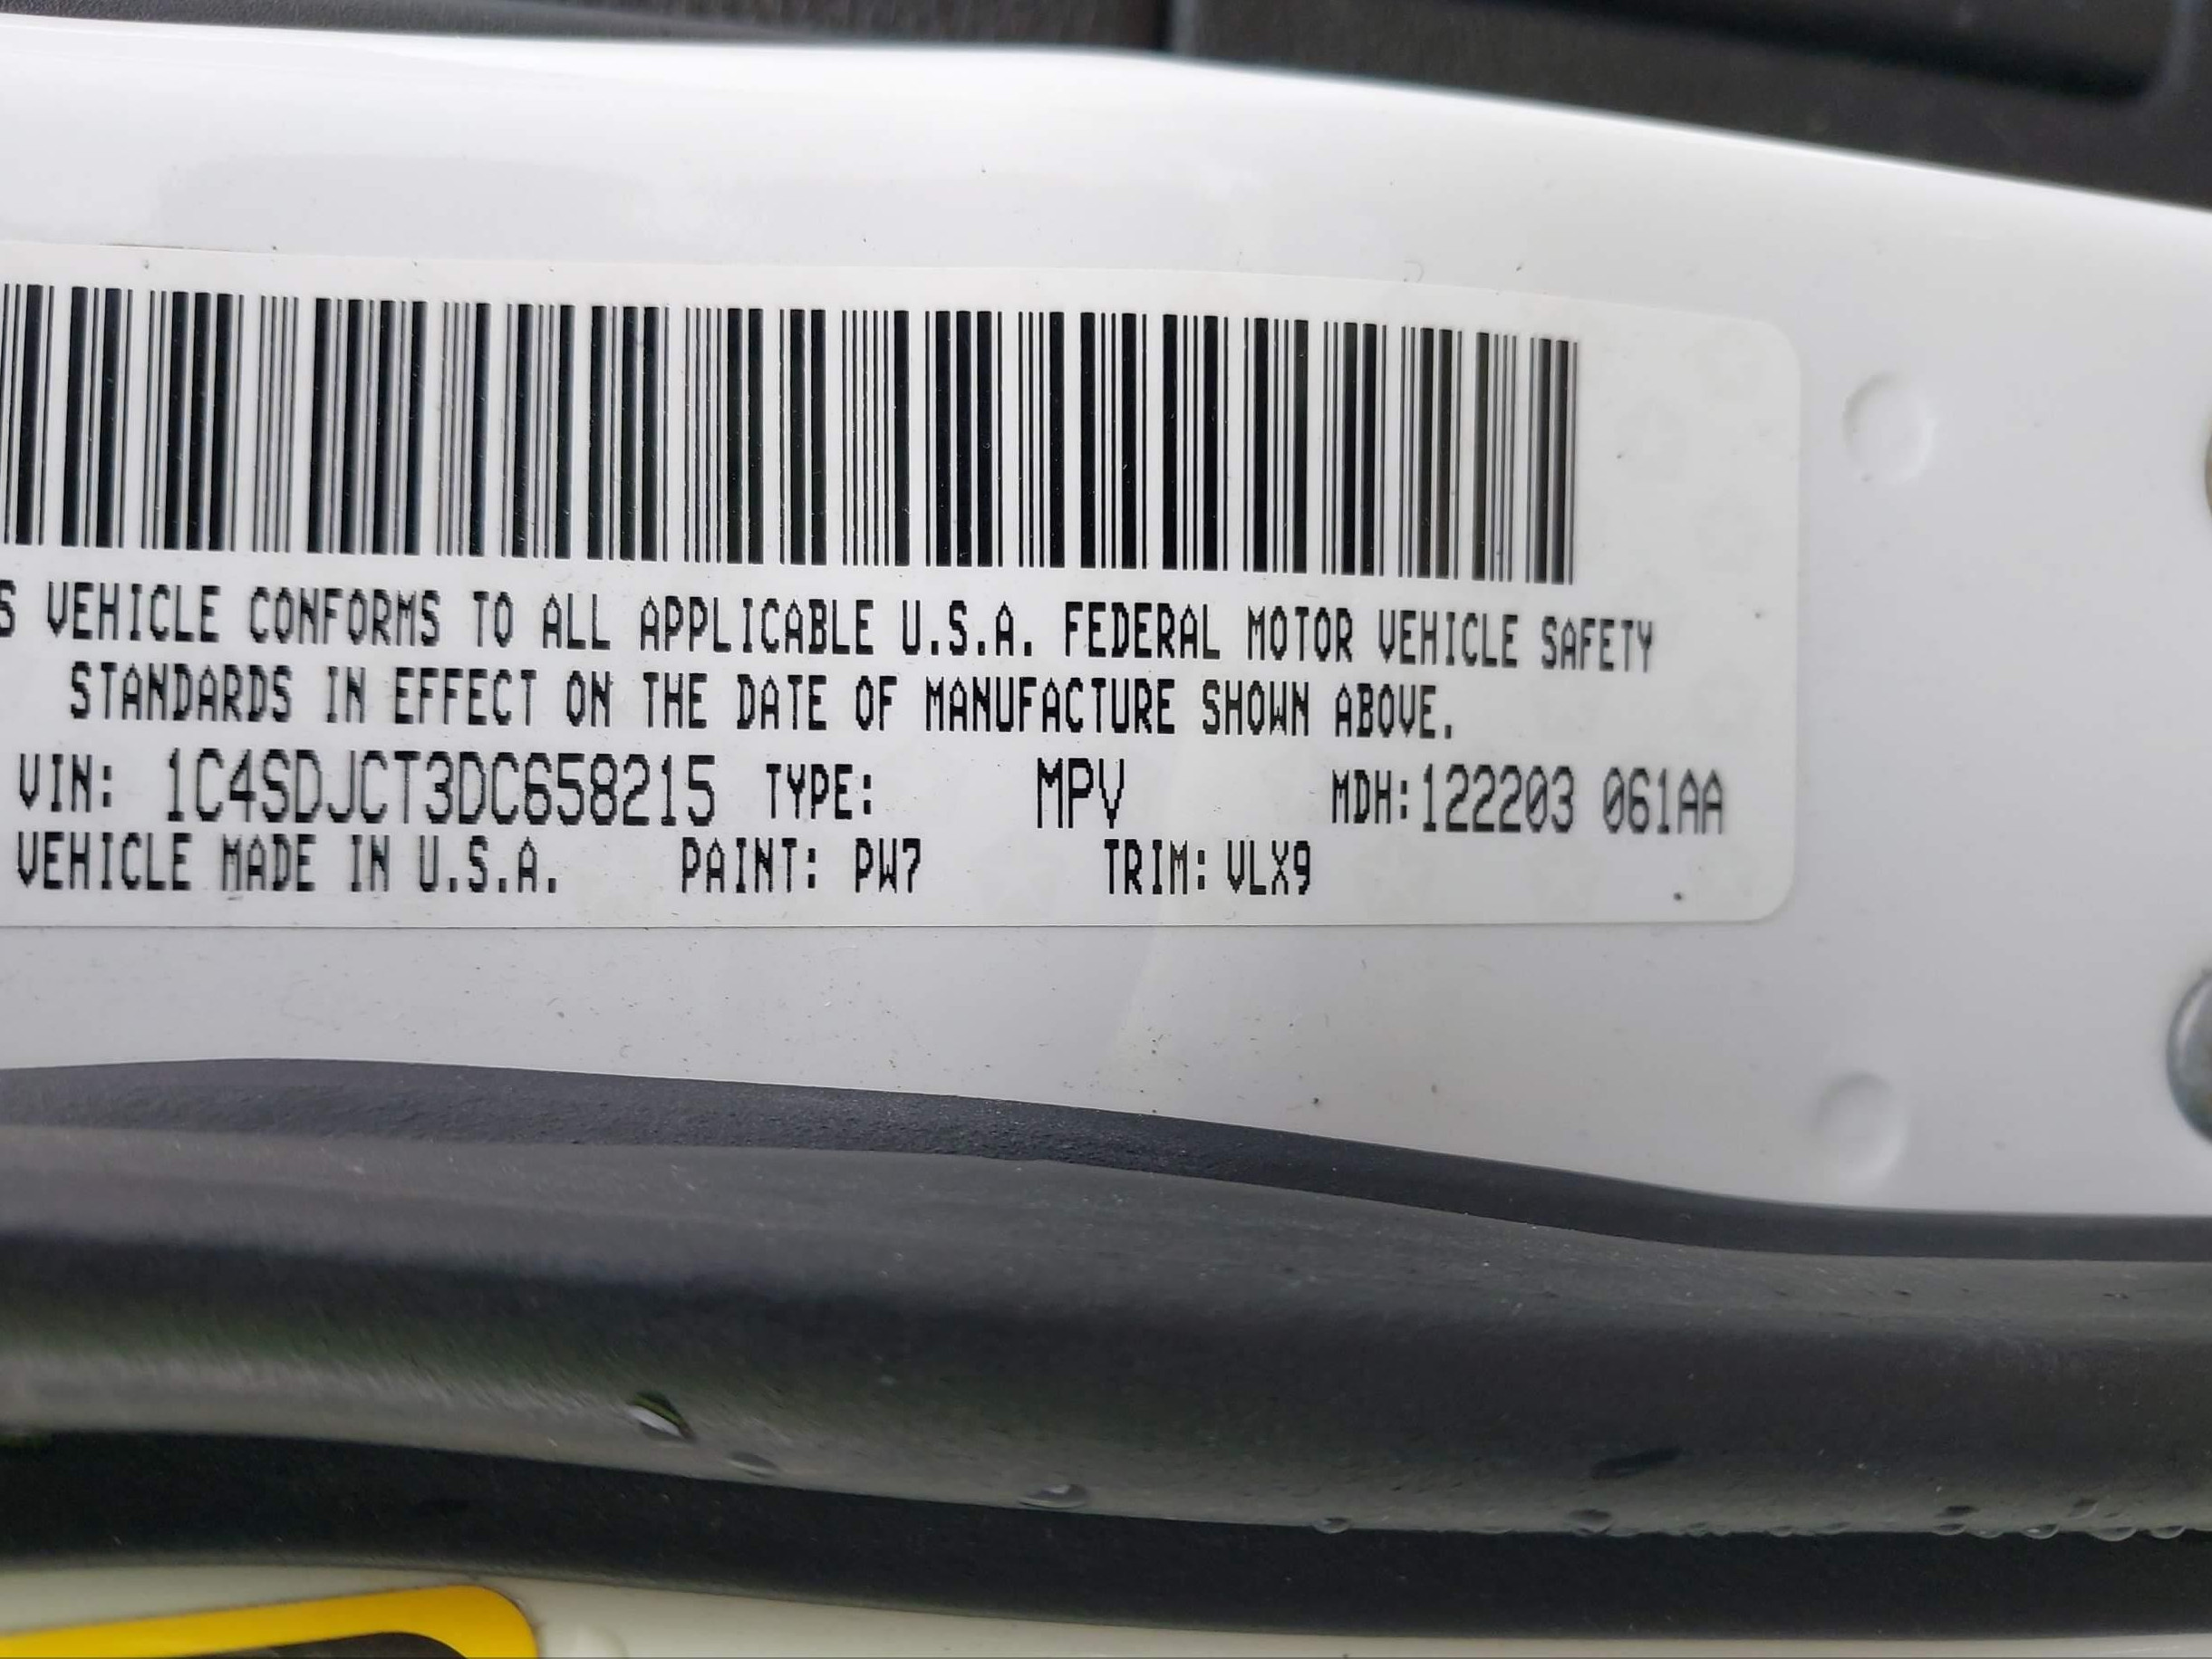 S VEHICLE CONFORMS TO ALL APPLICABLE U.S.A. FEDERAL MOTOR VEHICLE SAFETY
STANDARDS IN EFFECT ON THE DATE OF MANUFACTURE SHOWN ABOVE.
VIN: 1C4SDJCT3DC658215 TYPE: MPV MDH:122203 061AA
VEHICLE MADE IN U.S.A. PAINT: PW7 TRIM: VLX9